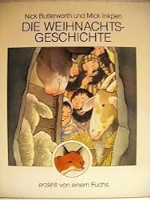 Nick Butterworth und Mick Inkpen
DIE WEIHNACHTS-
GESCHICHTE
erzählt von einem Fuchs